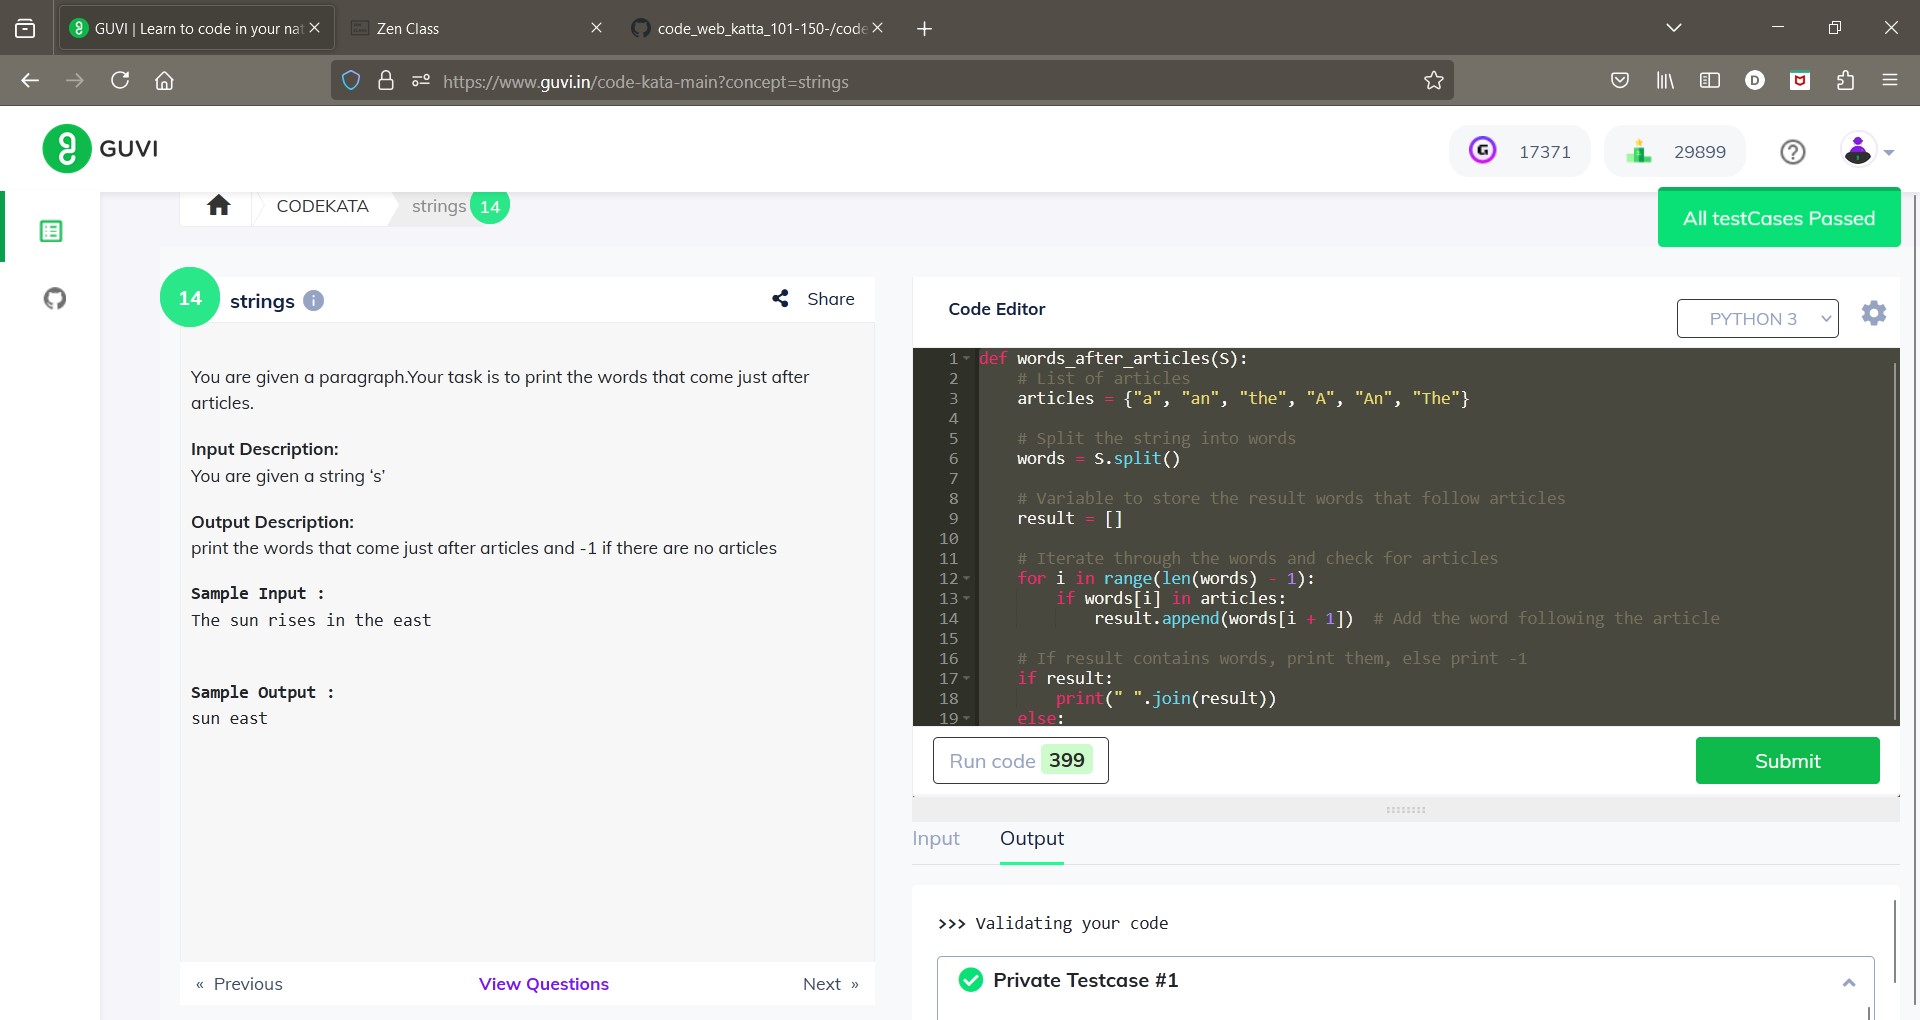 GUVI | Learn to code in your nat
Zen Class
code_web_katta_101-150-/code
https://www.guvi.in/code-kata-main?concept=strings
D
GUVI
G 17371
29899
CODEKATA
strings 14
All testCases Passed
14 strings
Share
You are given a paragraph.Your task is to print the words that come just after
articles.
Input Description:
You are given a string ‘s’
Output Description:
print the words that come just after articles and -1 if there are no articles
Sample Input :
The sun rises in the east
Sample Output :
sun east
« Previous
View Questions
Next »
Code Editor
PYTHON 3
1 def words_after_articles(S):
2 # List of articles
3 articles = {"a", "an", "the", "A", "An", "The"}
4
5 # Split the string into words
6 words = S.split()
7
8 # Variable to store the result words that follow articles
9 result = []
10
11 # Iterate through the words and check for articles
12 for i in range(len(words) - 1):
13 if words[i] in articles:
14 result.append(words[i + 1]) # Add the word following the article
15
16 # If result contains words, print them, else print -1
17 if result:
18 print(" ".join(result))
19 else:
Run code 399
Submit
Input
Output
>>> Validating your code
Private Testcase #1